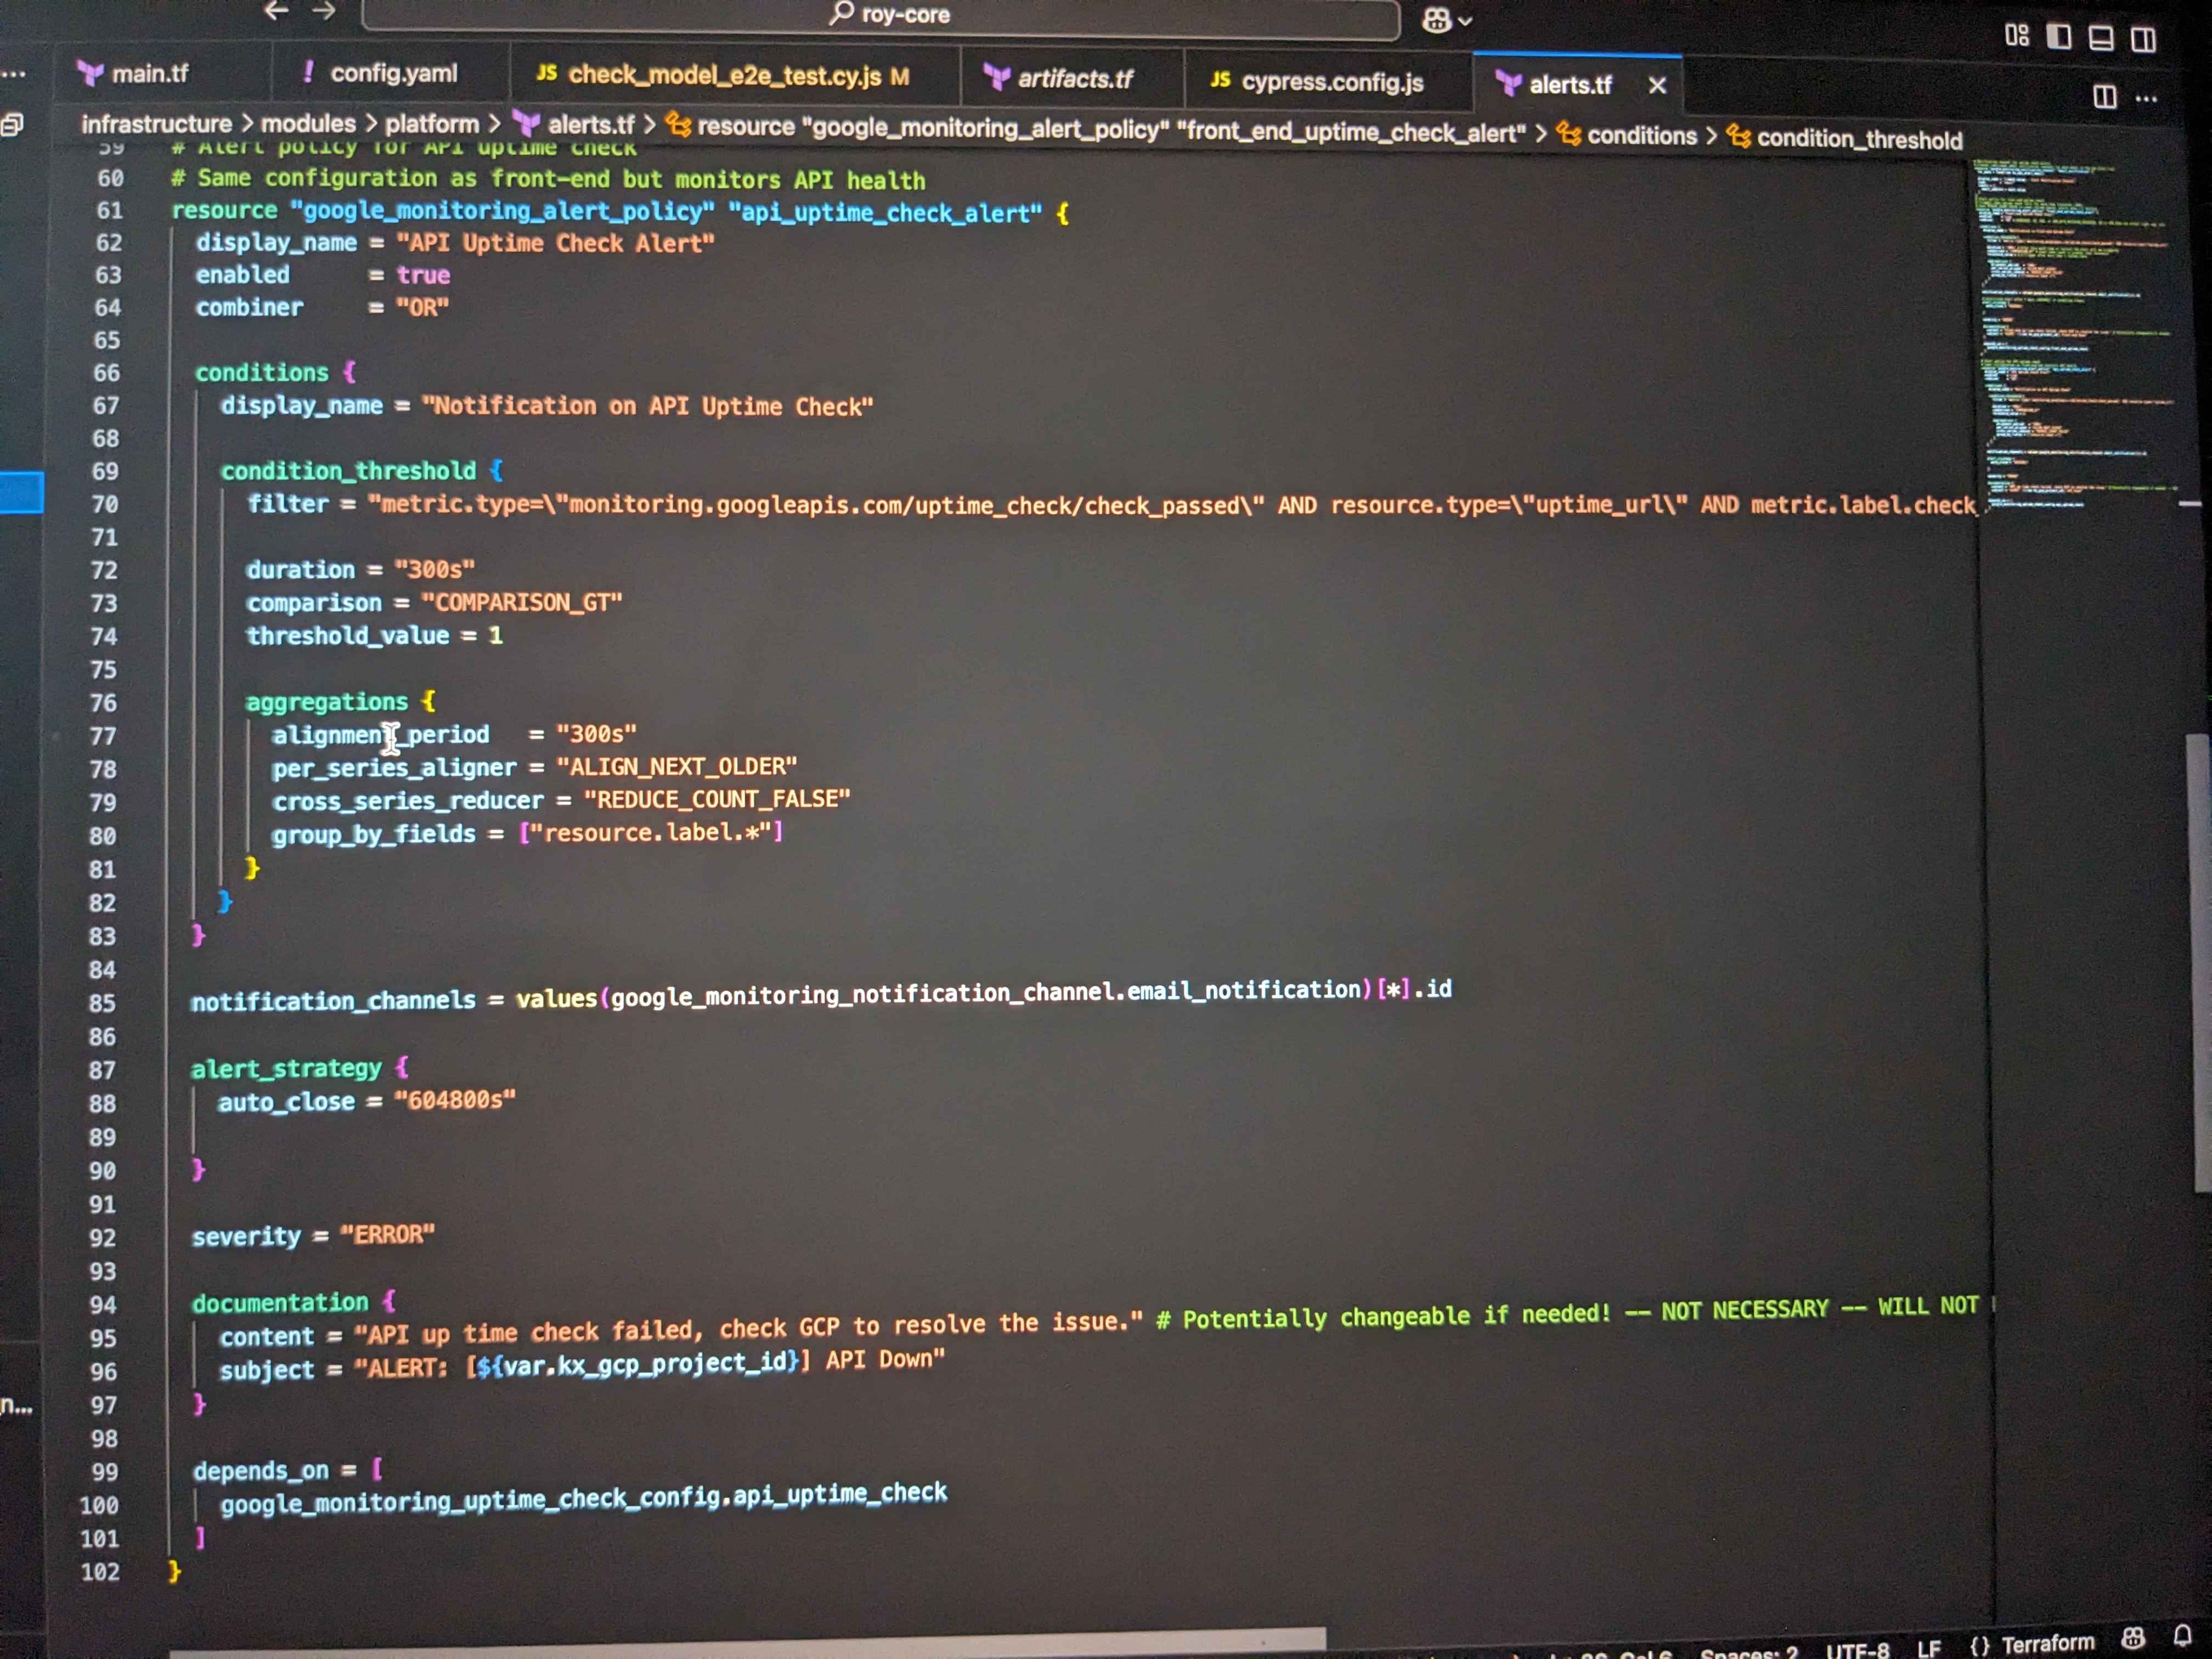 roy-core
main.tf
! config.yaml
JS check_model_e2e_test.cy.js M
artifacts.tf
JS cypress.config.js
alerts.tf
infrastructure > modules > platform > alerts.tf > resource "google_monitoring_alert_policy" "front_end_uptime_check_alert" > conditions > condition_threshold
59 # Alert policy for API uptime check
60 # Same configuration as front-end but monitors API health
61 resource "google_monitoring_alert_policy" "api_uptime_check_alert" {
62 display_name = "API Uptime Check Alert"
63 enabled = true
64 combiner = "OR"
65
66 conditions {
67 display_name = "Notification on API Uptime Check"
68
69 condition_threshold {
70 filter = "metric.type=\"monitoring.googleapis.com/uptime_check/check_passed\" AND resource.type=\"uptime_url\" AND metric.label.check_
71
72 duration = "300s"
73 comparison = "COMPARISON_GT"
74 threshold_value = 1
75
76 aggregations {
77 alignment_period = "300s"
78 per_series_aligner = "ALIGN_NEXT_OLDER"
79 cross_series_reducer = "REDUCE_COUNT_FALSE"
80 group_by_fields = ["resource.label.*"]
81 }
82 }
83 }
84
85 notification_channels = values(google_monitoring_notification_channel.email_notification)[*].id
86
87 alert_strategy {
88 auto_close = "604800s"
89
90 }
91
92 severity = "ERROR"
93
94 documentation {
95 content = "API up time check failed, check GCP to resolve the issue." # Potentially changeable if needed! -- NOT NECESSARY -- WILL NOT
96 subject = "ALERT: [${var.kx_gcp_project_id}] API Down"
97 }
98
99 depends_on = [
100 google_monitoring_uptime_check_config.api_uptime_check
101 ]
102 }
n...
Spaces: 2 UTF-8 LF {} Terraform